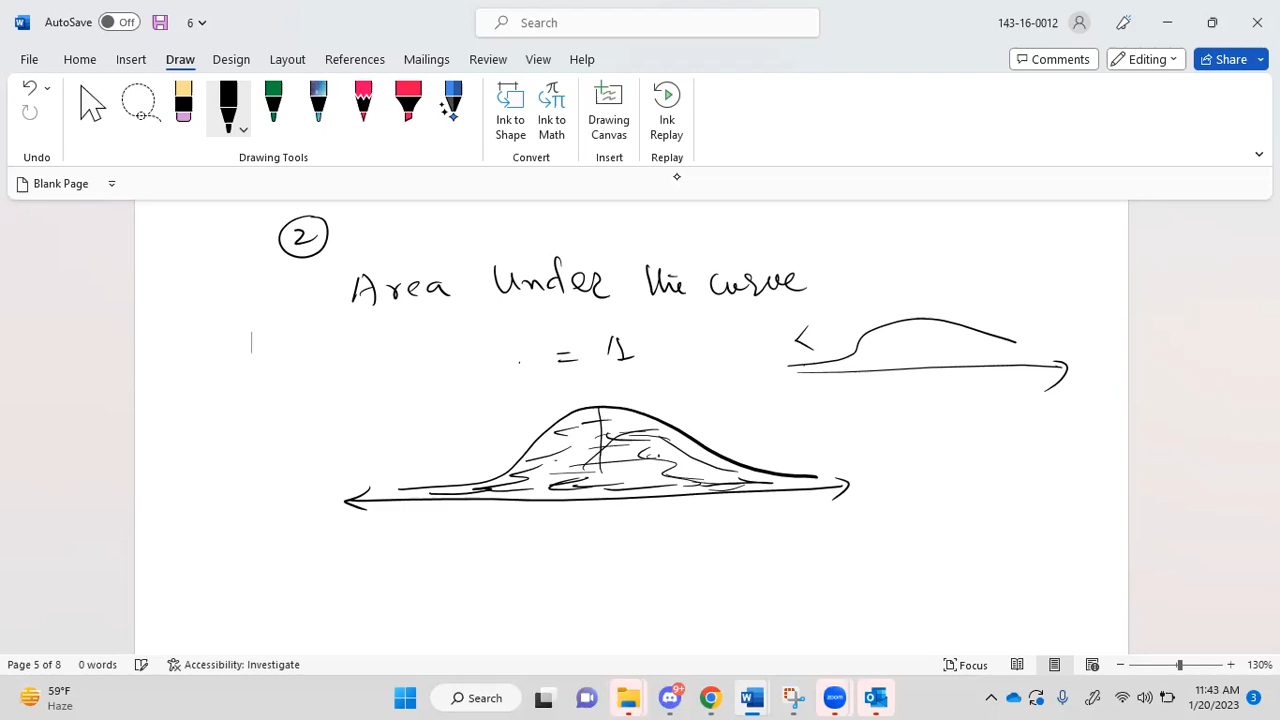 AutoSave Off 6 Search 143-16-0012
File Home Insert Draw Design Layout References Mailings Review View Help Comments Editing Share
Undo Drawing Tools Ink to Shape Ink to Math Convert Drawing Canvas Insert Ink Replay Replay
Blank Page
2
Area Under the curve
= 1
Page 5 of 8 0 words Accessibility: Investigate Focus 130%
59°F
Haze
Search
9+
zoom
11:43 AM
1/20/2023
3